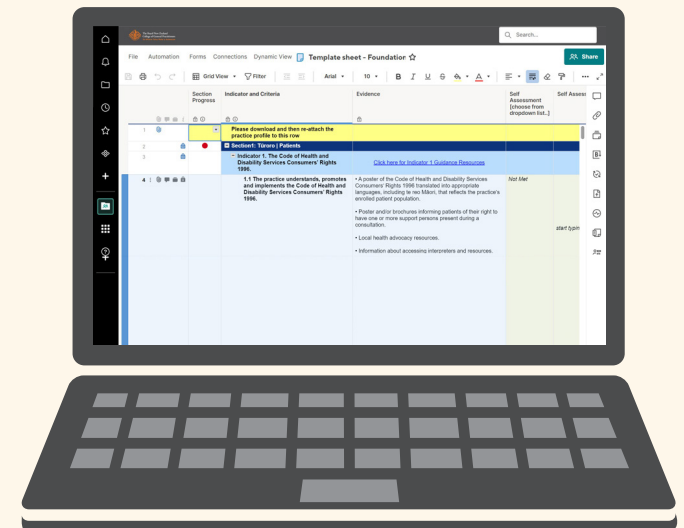 Search...
File Automation Forms Connections Dynamic View Template sheet - Foundation
Share
Grid View Filter Arial 10 B I U S A
Section Progress
Indicator and Criteria
Evidence
Self Assessment [choose from dropdown list..]
Self Assess
1 Please download and then re-attach the practice profile to this row
2 Section1: Tūroro | Patients
3 Indicator 1. The Code of Health and Disability Services Consumers' Rights 1996.
Click here for Indicator 1 Guidance Resources
4 1.1 The practice understands, promotes and implements the Code of Health and Disability Services Consumers' Rights 1996.
• A poster of the Code of Health and Disability Services Consumers' Rights 1996 translated into appropriate languages, including te reo Māori, that reflects the practice's enrolled patient population.
• Poster and/or brochures informing patients of their right to have one or more support persons present during a consultation.
• Local health advocacy resources.
• Information about accessing interpreters and resources.
Not Met
start typin